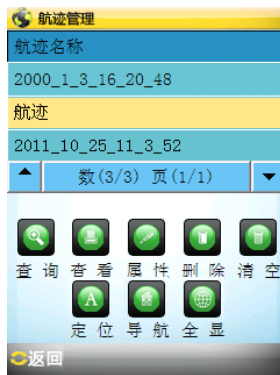 航迹管理
航迹名称
2000_1_3_16_20_48
航迹
2011_10_25_11_3_52
数(3/3) 页(1/1)
查询 查看 属性 删除 清空
A
定位 导航 全显
返回